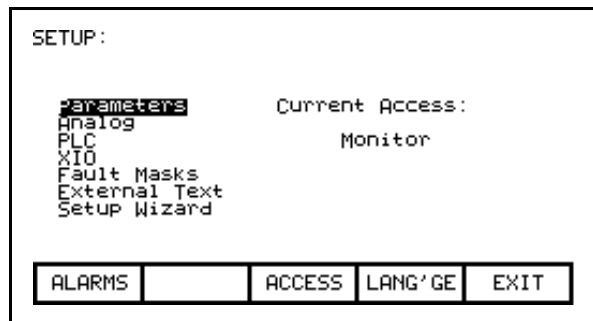 SETUP:
Parameters
Current Access:
Analog
PLC
Monitor
XIO
Fault Masks
External Text
Setup Wizard
ALARMS
ACCESS
LANG'GE
EXIT